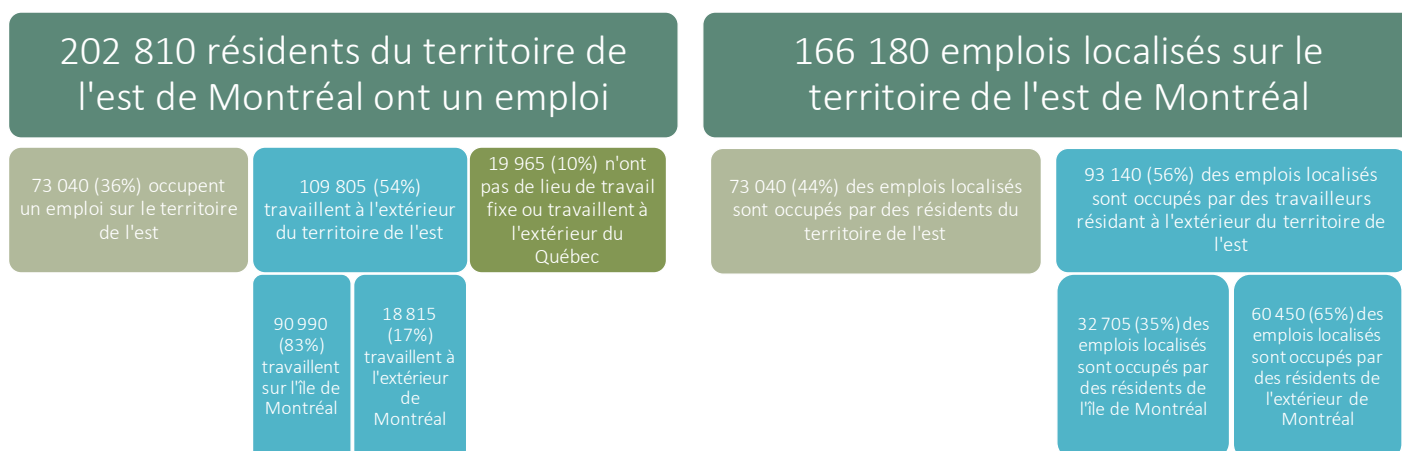 202 810 résidents du territoire de
l'est de Montréal ont un emploi
73 040 (36%) occupent
un emploi sur le territoire
de l'est
109 805 (54%)
travaillent à l'extérieur
du territoire de l'est
19 965 (10%) n'ont
pas de lieu de travail
fixe ou travaillent à
l'extérieur du
Québec
90 990
(83%)
travaillent
sur l'île de
Montréal
18 815
(17%)
travaillent à
l'extérieur
de
Montréal
166 180 emplois localisés sur le
territoire de l'est de Montréal
73 040 (44%) des emplois localisés
sont occupés par des résidents du
territoire de l'est
93 140 (56%) des emplois localisés
sont occupés par des travailleurs
résidant à l'extérieur du territoire de
l'est
32 705 (35%) des
emplois localisés
sont occupés par
des résidents de
l'île de Montréal
60 450 (65%) des
emplois localisés
sont occupés par
des résidents de
l'extérieur de
Montréal